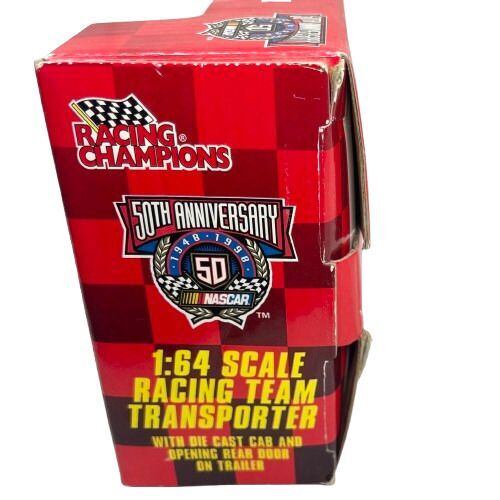 RACING®
CHAMPIONS
50TH ANNIVERSARY
1948 · 1998
50
NASCAR
TM
1:64 SCALE
RACING TEAM
TRANSPORTER
WITH DIE CAST CAB AND
OPENING REAR DOOR
ON TRAILER